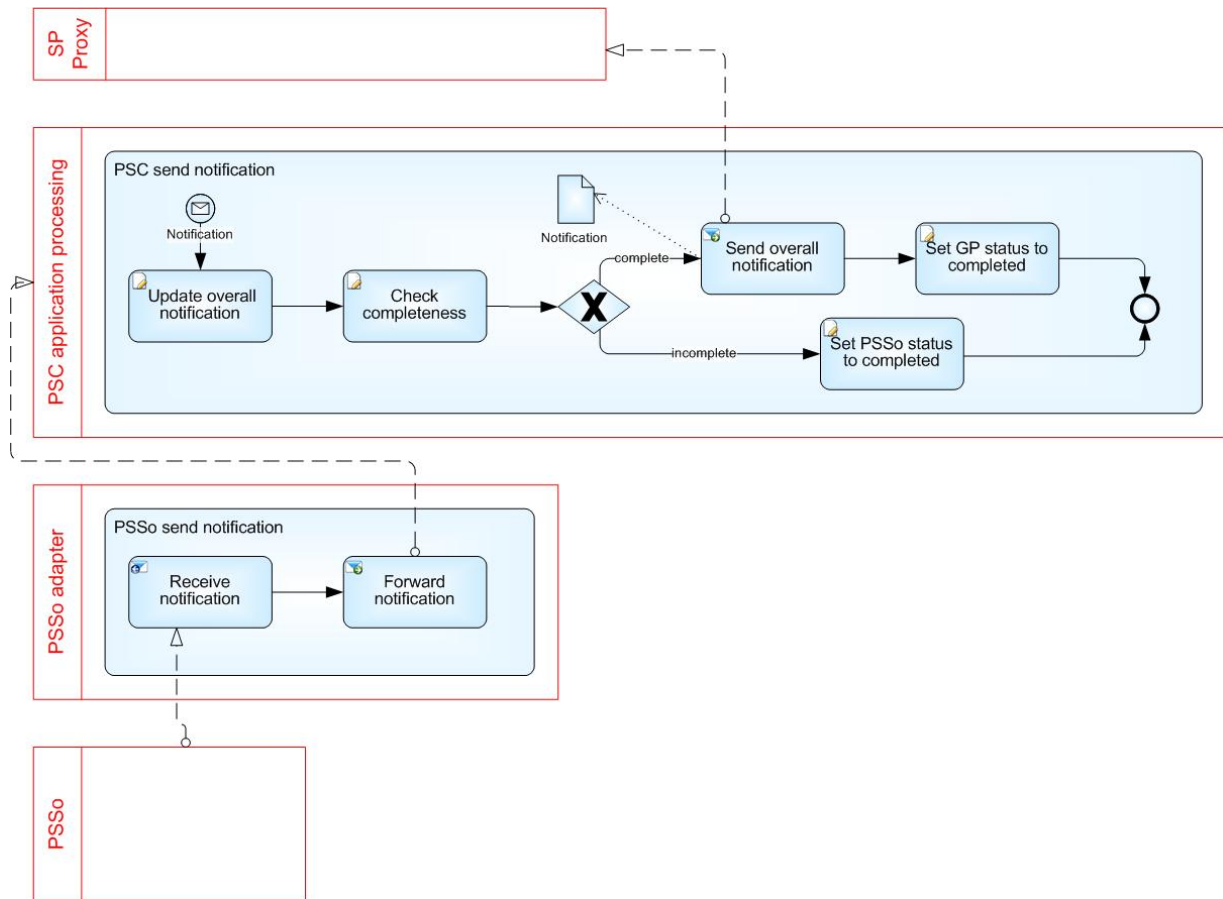 SP
Proxy
PSC application processing
PSC send notification
Notification
Update overall
notification
Check
completeness
Notification
complete
incomplete
Send overall
notification
Set GP status to
completed
Set PSSo status
to completed
PSSo adapter
PSSo send notification
Receive
notification
Forward
notification
PSSo